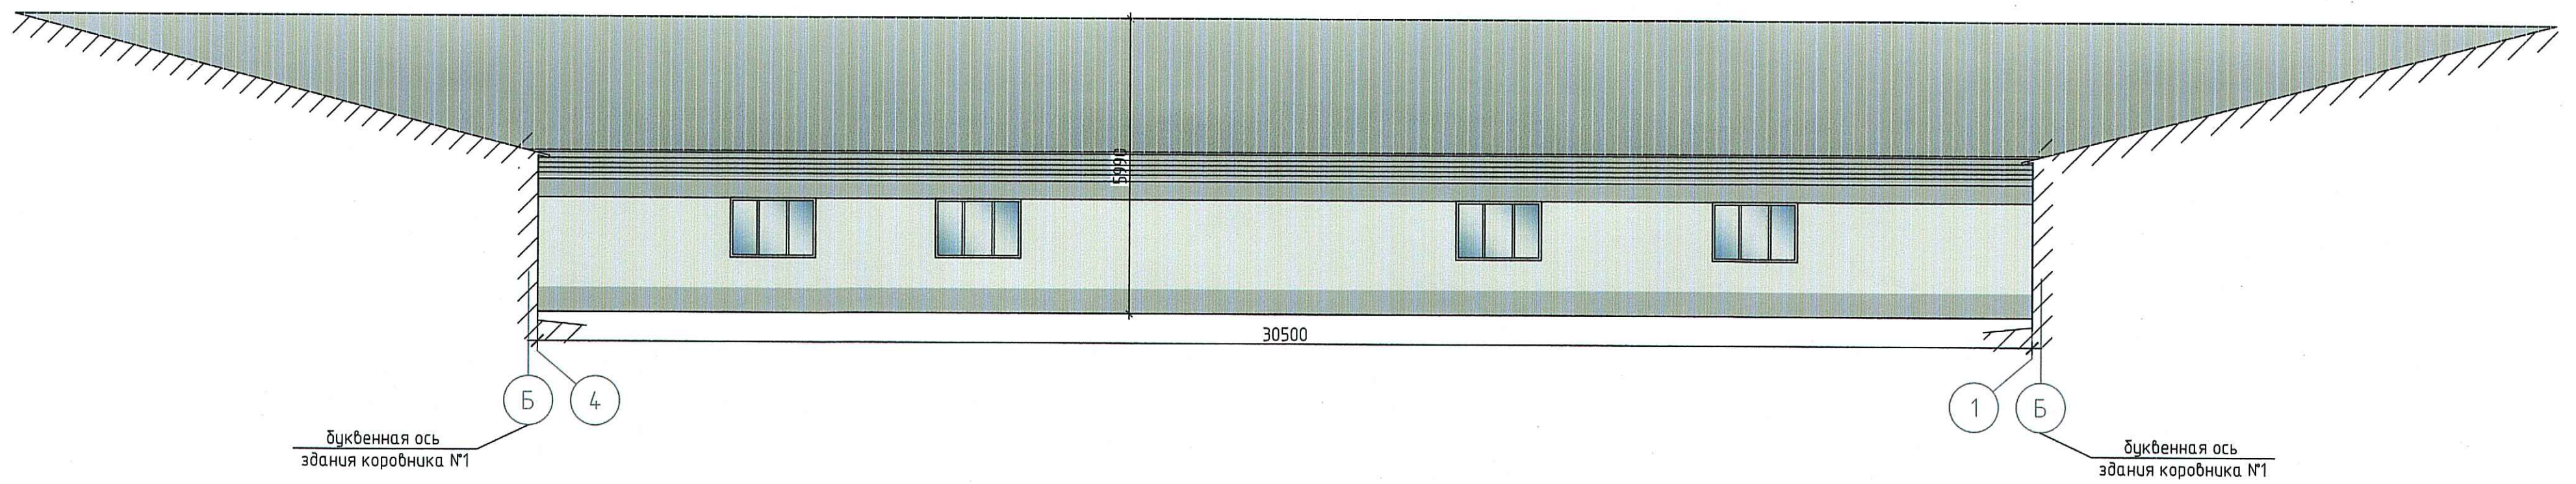 5990
30500
Б
4
1
Б
буквенная ось
здания коровника №1
буквенная ось
здания коровника №1